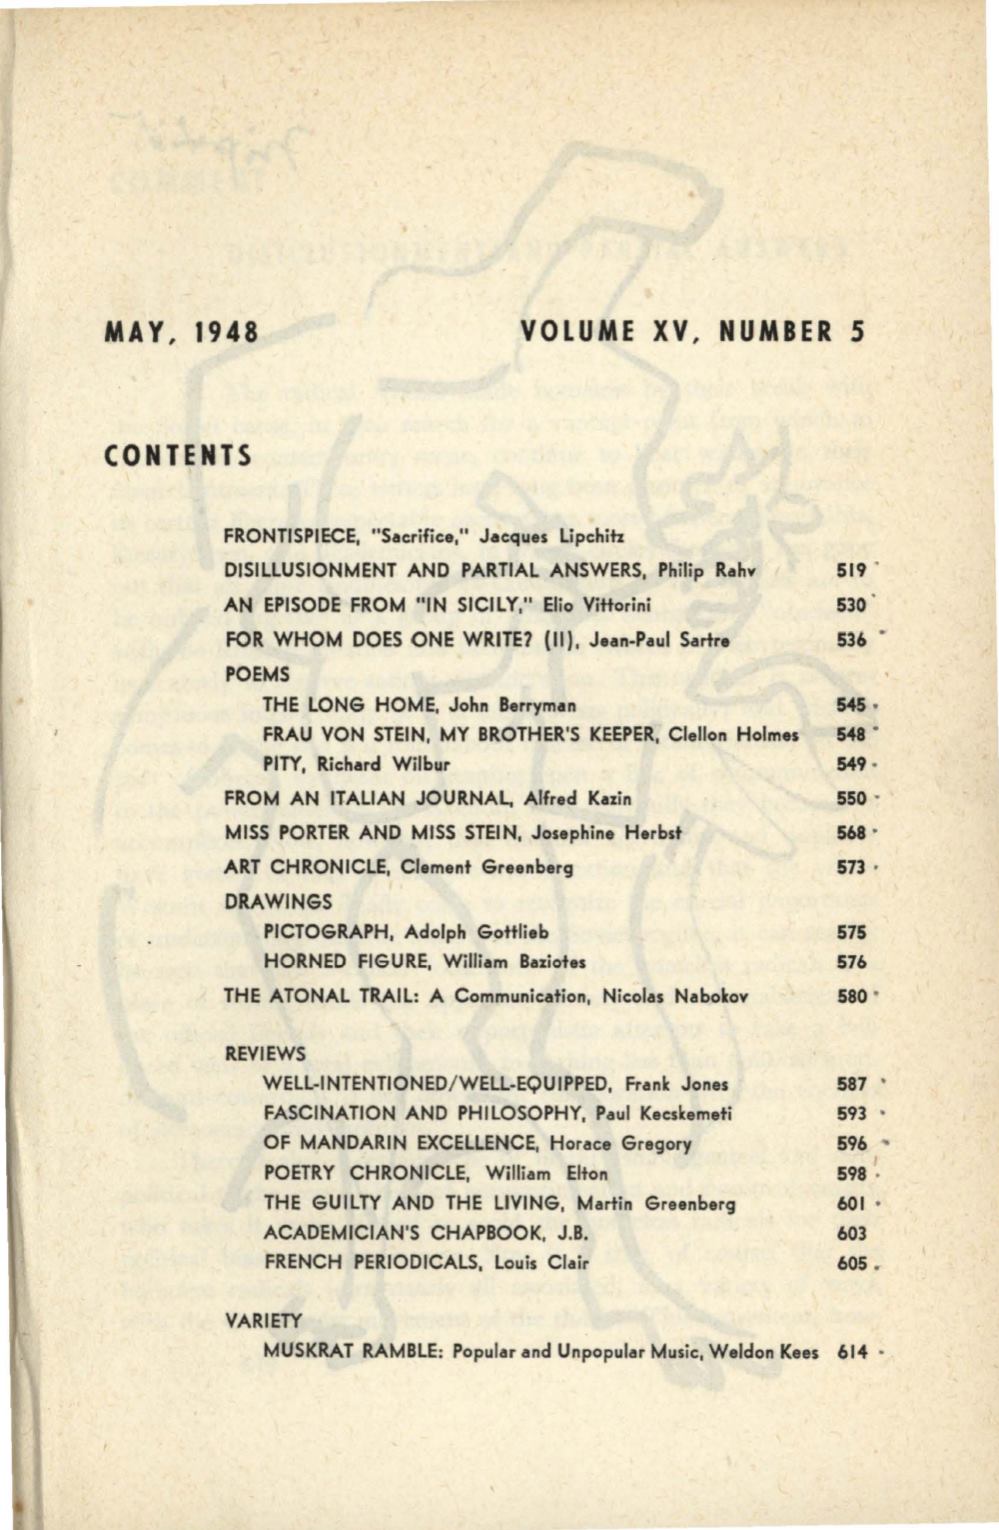 MAY, 1948 VOLUME XV, NUMBER 5
CONTENTS
FRONTISPIECE, "Sacrifice," Jacques Lipchitz
DISILLUSIONMENT AND PARTIAL ANSWERS, Philip Rahv 519
AN EPISODE FROM "IN SICILY," Elio Vittorini 530
FOR WHOM DOES ONE WRITE? (II), Jean-Paul Sartre 536
POEMS
THE LONG HOME, John Berryman 545
FRAU VON STEIN, MY BROTHER'S KEEPER, Clellon Holmes 548
PITY, Richard Wilbur 549
FROM AN ITALIAN JOURNAL, Alfred Kazin 550
MISS PORTER AND MISS STEIN, Josephine Herbst 568
ART CHRONICLE, Clement Greenberg 573
DRAWINGS
PICTOGRAPH, Adolph Gottlieb 575
HORNED FIGURE, William Baziotes 576
THE ATONAL TRAIL: A Communication, Nicolas Nabokov 580
REVIEWS
WELL-INTENTIONED/WELL-EQUIPPED, Frank Jones 587
FASCINATION AND PHILOSOPHY, Paul Kecskemeti 593
OF MANDARIN EXCELLENCE, Horace Gregory 596
POETRY CHRONICLE, William Elton 598
THE GUILTY AND THE LIVING, Martin Greenberg 601
ACADEMICIAN'S CHAPBOOK, J.B. 603
FRENCH PERIODICALS, Louis Clair 605
VARIETY
MUSKRAT RAMBLE: Popular and Unpopular Music, Weldon Kees 614